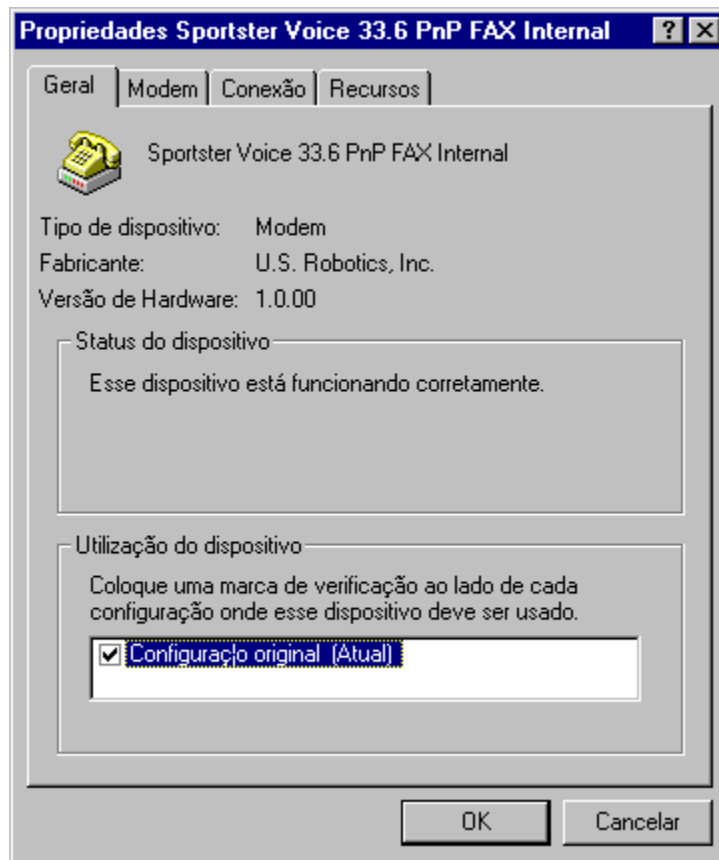 Propriedades Sportster Voice 33.6 PnP FAX Internal
Geral Modem Conexão Recursos
Sportster Voice 33.6 PnP FAX Internal
Tipo de dispositivo: Modem
Fabricante: U.S. Robotics, Inc.
Versão de Hardware: 1.0.00
Status do dispositivo
Esse dispositivo está funcionando corretamente.
Utilização do dispositivo
Coloque uma marca de verificação ao lado de cada
configuração onde esse dispositivo deve ser usado.
Configuraç|o original (Atual)
OK Cancelar